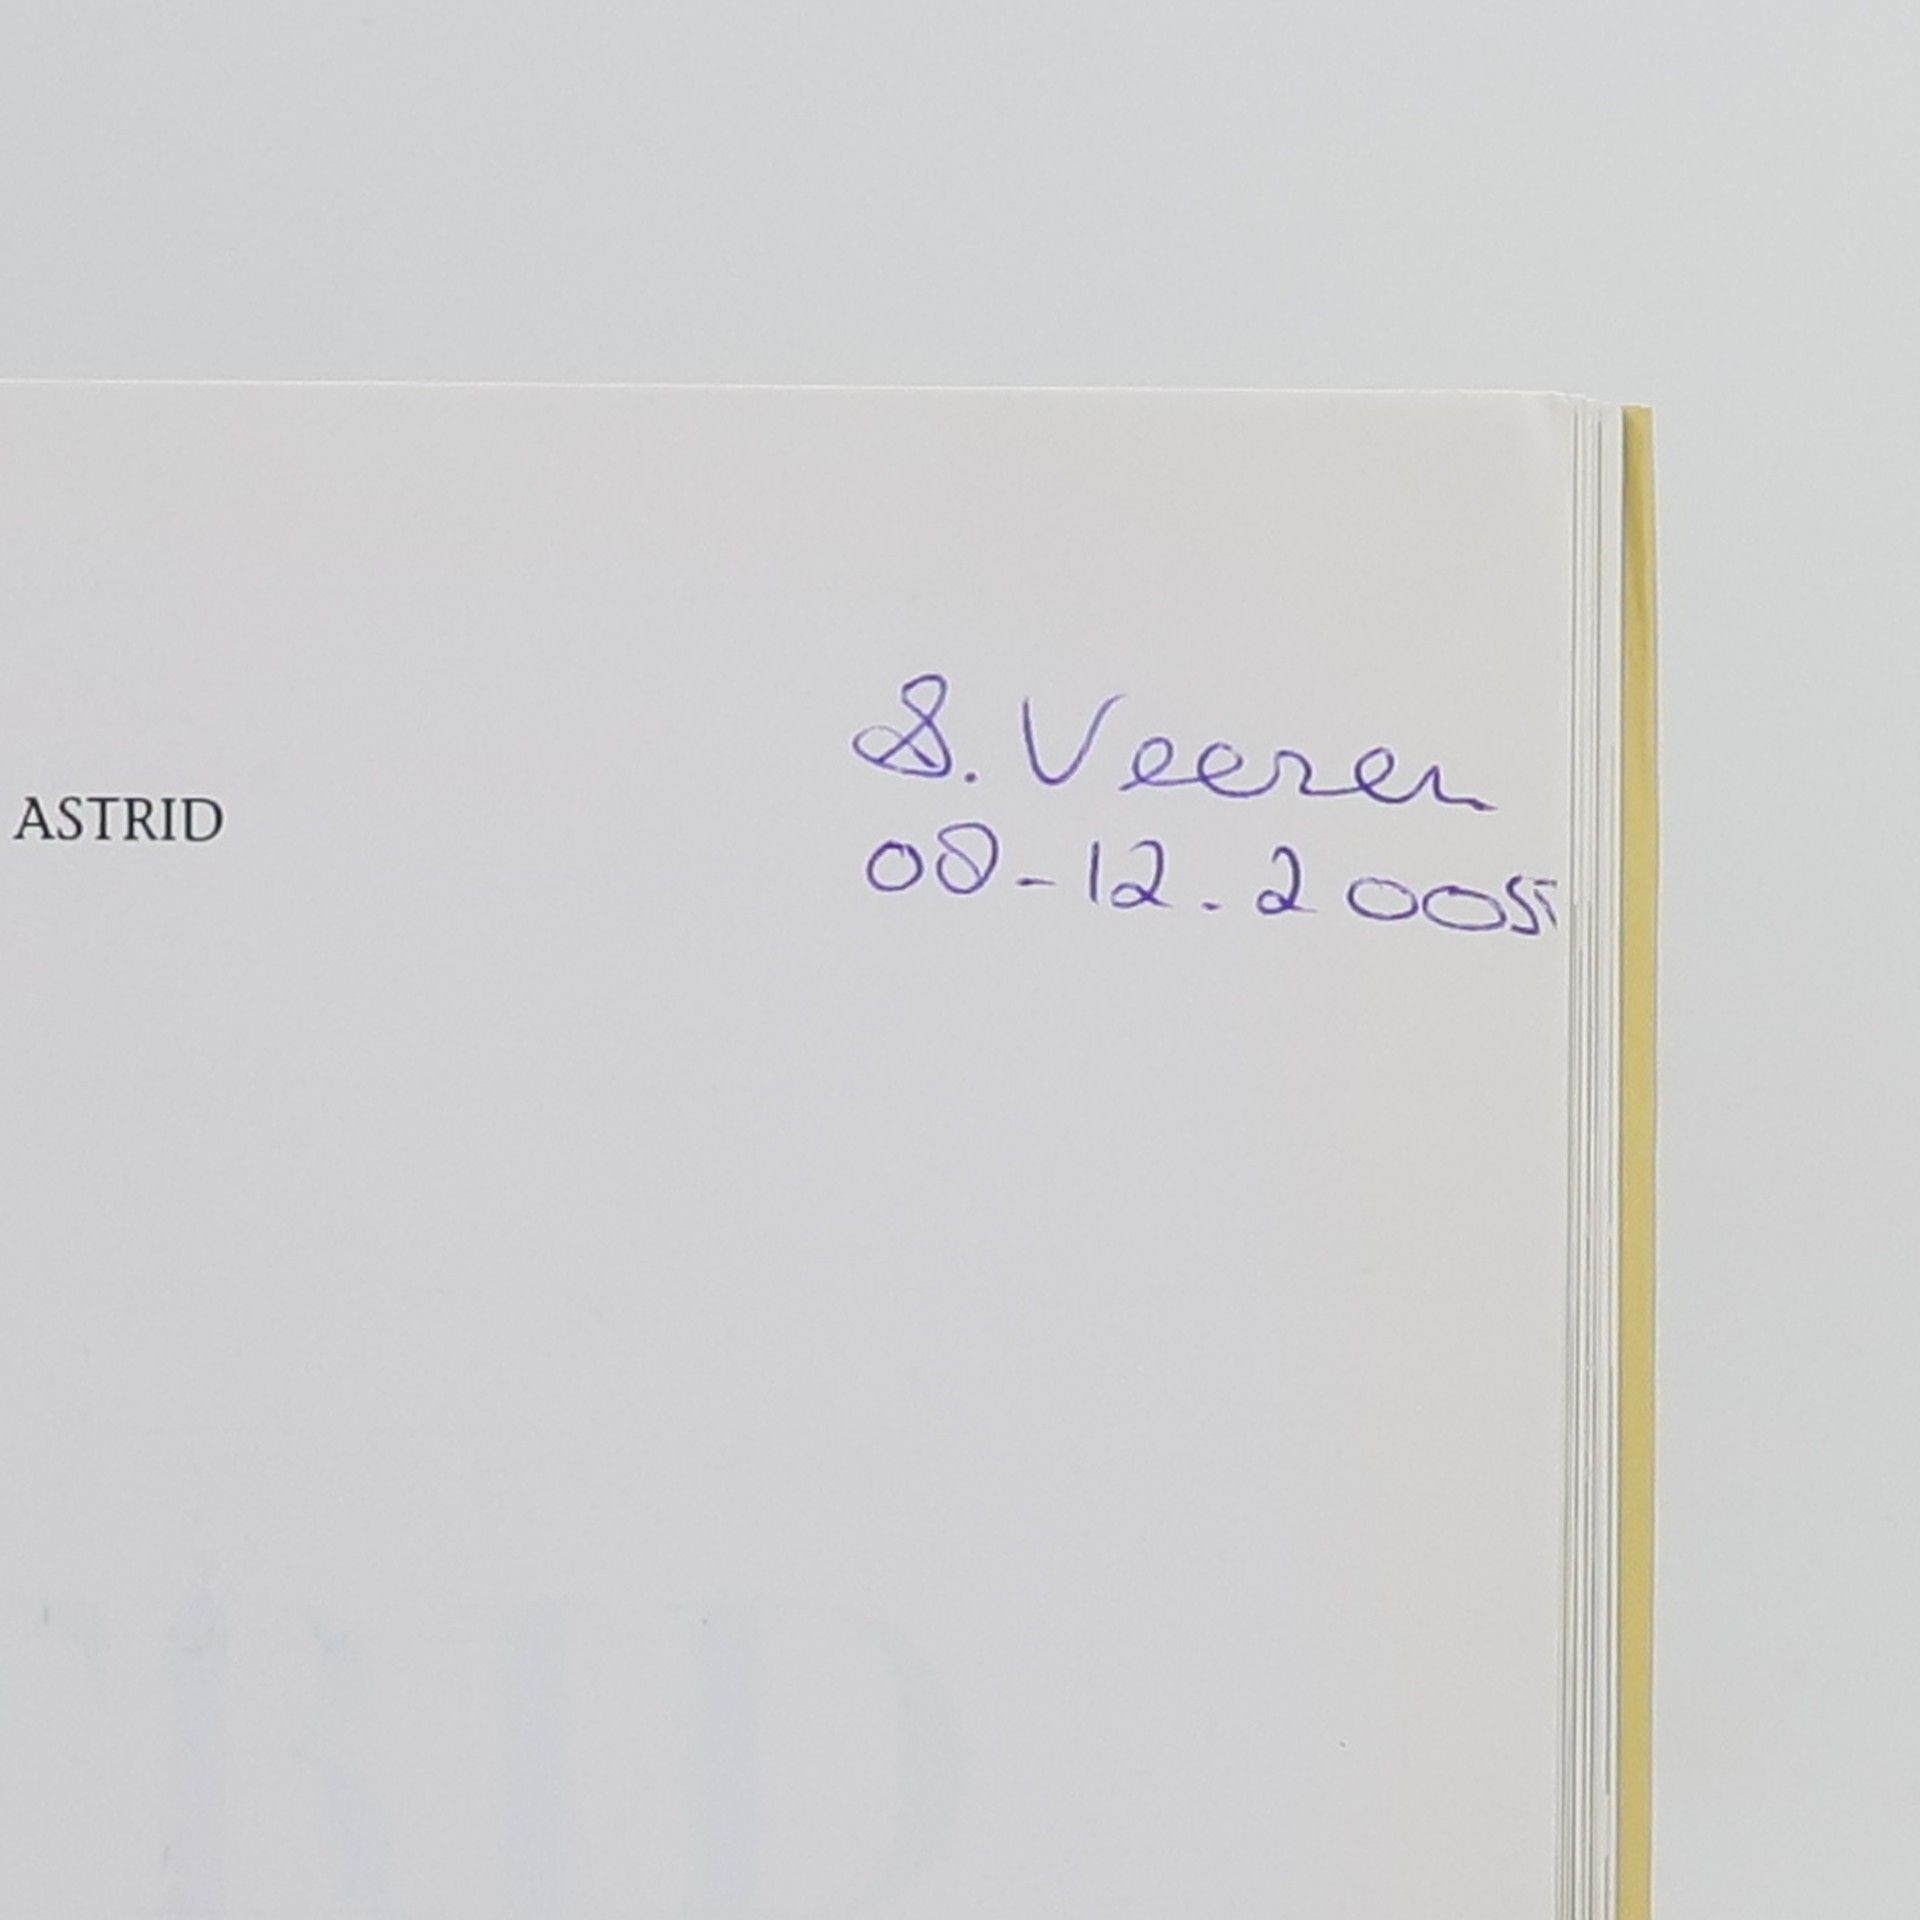 S. Veeren
ASTRID
08-12.2005